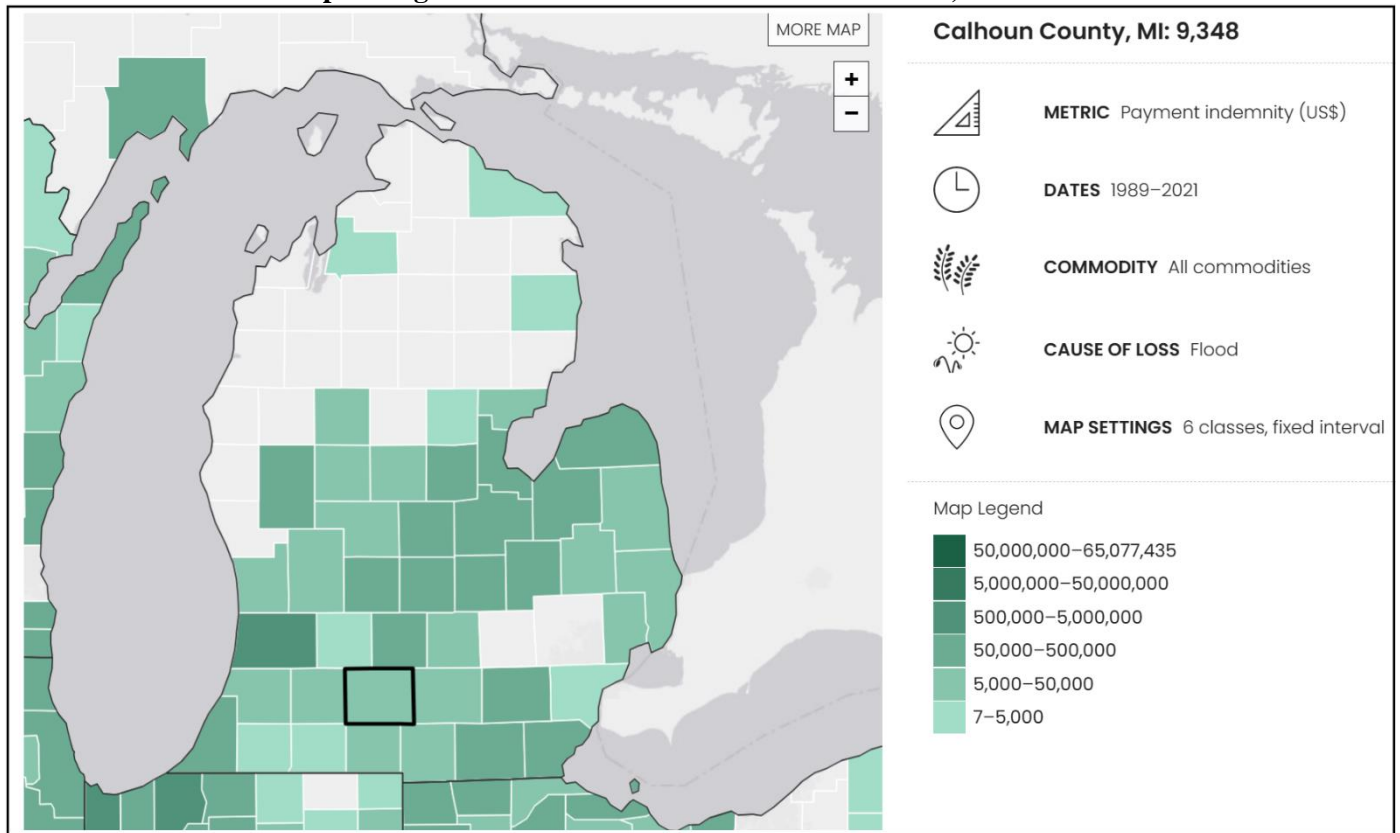 MORE MAP
+
−
Calhoun County, MI: 9,348
METRIC Payment indemnity (US$)
DATES 1989–2021
COMMODITY All commodities
CAUSE OF LOSS Flood
MAP SETTINGS 6 classes, fixed interval
Map Legend
50,000,000–65,077,435
5,000,000–50,000,000
500,000–5,000,000
50,000–500,000
5,000–50,000
7–5,000